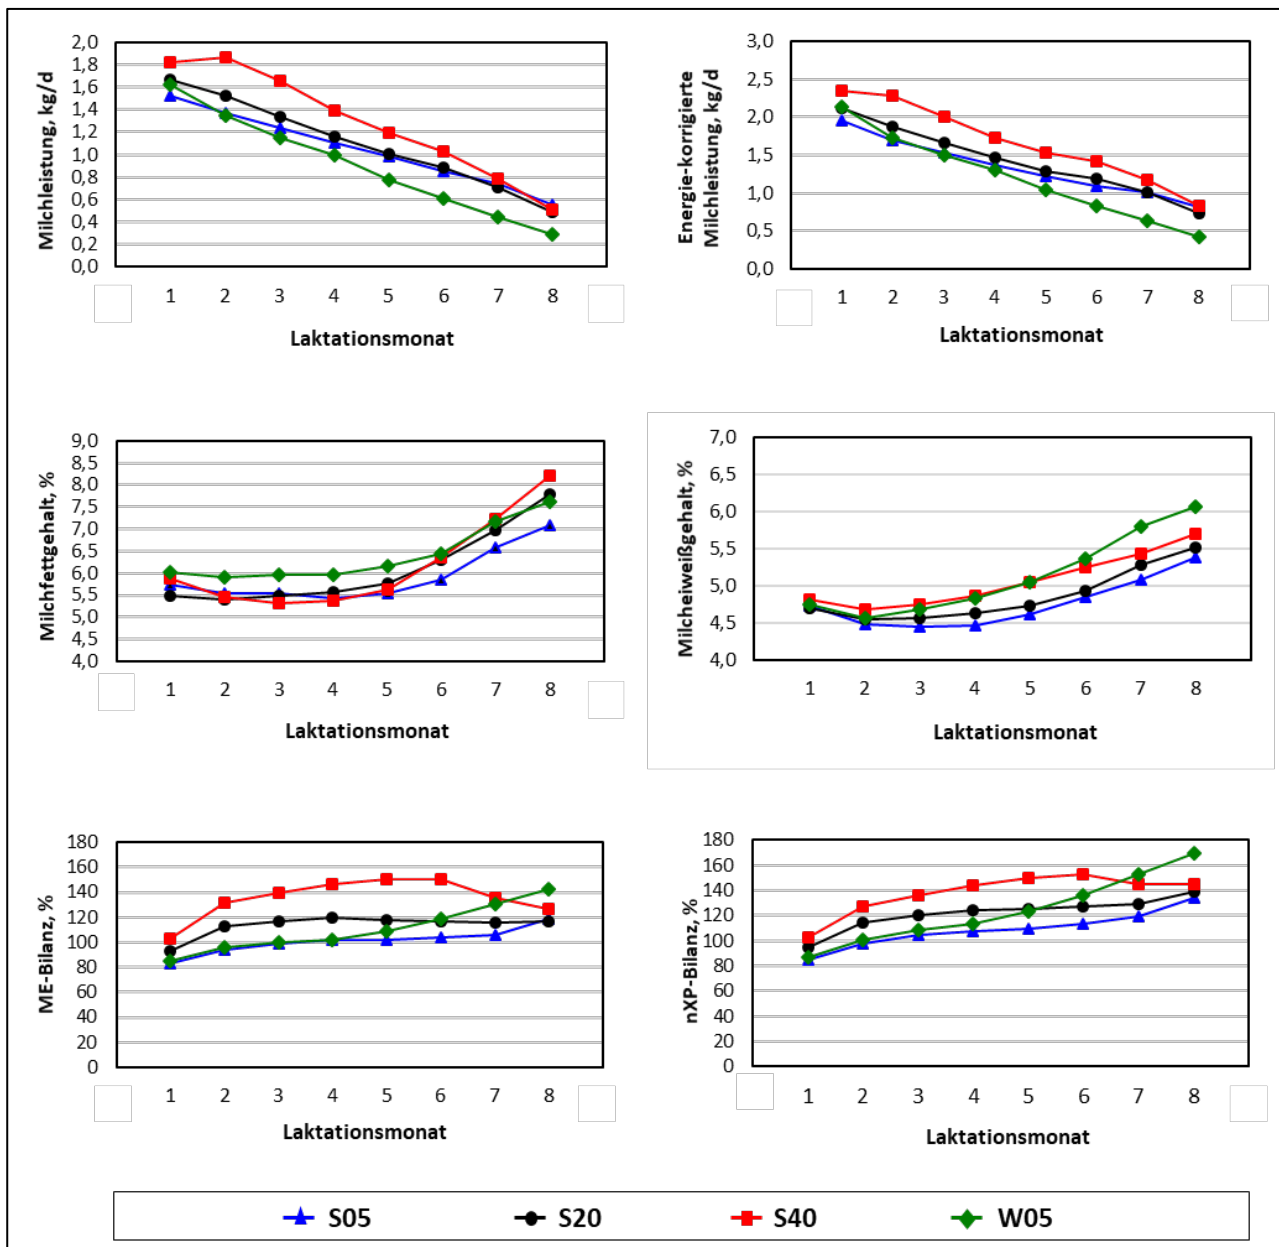 Milchleistung, kg/d
2,0
1,8
1,6
1,4
1,2
1,0
0,8
0,6
0,4
0,2
0,0
1 2 3 4 5 6 7 8
Laktationsmonat
Energie-korrigierte
Milchleistung, kg/d
3,0
2,5
2,0
1,5
1,0
0,5
0,0
1 2 3 4 5 6 7 8
Laktationsmonat
Milchfettgehalt, %
9,0
8,5
8,0
7,5
7,0
6,5
6,0
5,5
5,0
4,5
4,0
1 2 3 4 5 6 7 8
Laktationsmonat
Milcheiweißgehalt, %
7,0
6,5
6,0
5,5
5,0
4,5
4,0
1 2 3 4 5 6 7 8
Laktationsmonat
ME-Bilanz, %
180
160
140
120
100
80
60
40
20
0
1 2 3 4 5 6 7 8
Laktationsmonat
nXP-Bilanz, %
180
160
140
120
100
80
60
40
20
0
1 2 3 4 5 6 7 8
Laktationsmonat
S05 S20 S40 W05